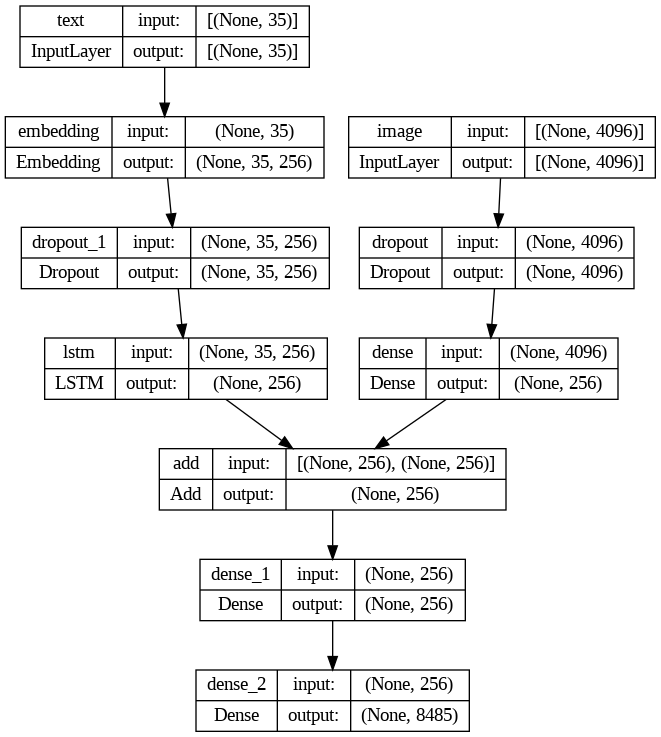 text input: [(None, 35)]
InputLayer output: [(None, 35)]
embedding input: (None, 35)
Embedding output: (None, 35, 256)
image input: [(None, 4096)]
InputLayer output: [(None, 4096)]
dropout_1 input: (None, 35, 256)
Dropout output: (None, 35, 256)
dropout input: (None, 4096)
Dropout output: (None, 4096)
lstm input: (None, 35, 256)
LSTM output: (None, 256)
dense input: (None, 4096)
Dense output: (None, 256)
add input: [(None, 256), (None, 256)]
Add output: (None, 256)
dense_1 input: (None, 256)
Dense output: (None, 256)
dense_2 input: (None, 256)
Dense output: (None, 8485)